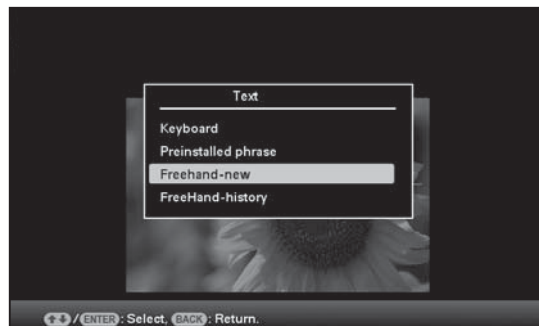 Text
Keyboard
Preinstalled phrase
Freehand-new
FreeHand-history
/ENTER: Select, BACK: Return.